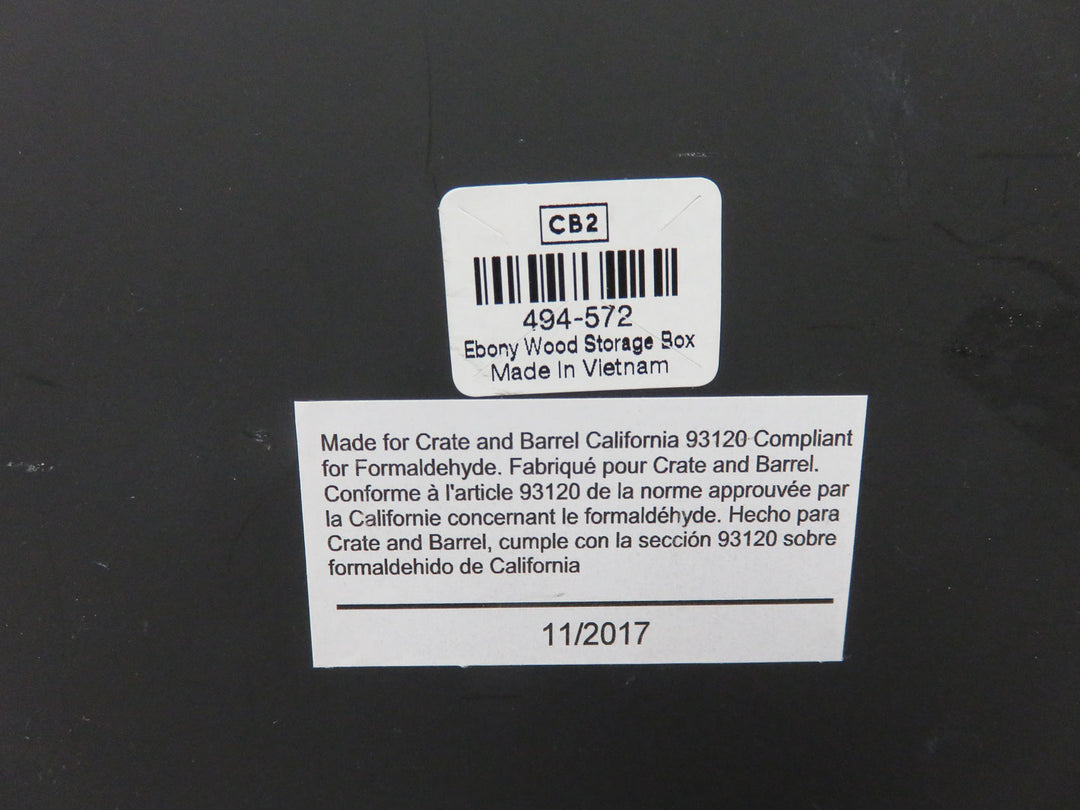 CB2
494-572
Ebony Wood Storage Box
Made In Vietnam
Made for Crate and Barrel California 93120 Compliant
for Formaldehyde. Fabriqué pour Crate and Barrel.
Conforme à l'article 93120 de la norme approuvée par
la Californie concernant le formaldéhyde. Hecho para
Crate and Barrel, cumple con la sección 93120 sobre
formaldehido de California
11/2017